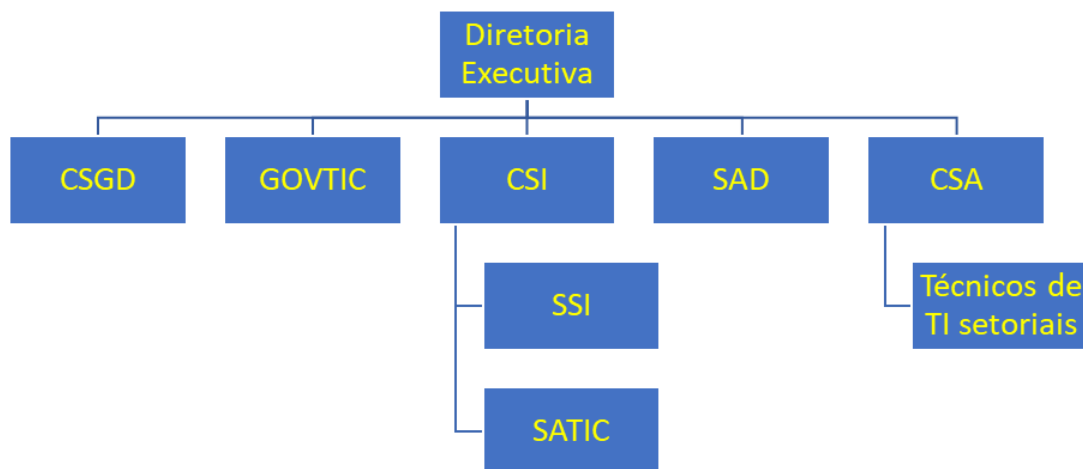 Diretoria
Executiva
CSGD
GOVTIC
CSI
SAD
CSA
SSI
Técnicos de
TI setoriais
SATIC